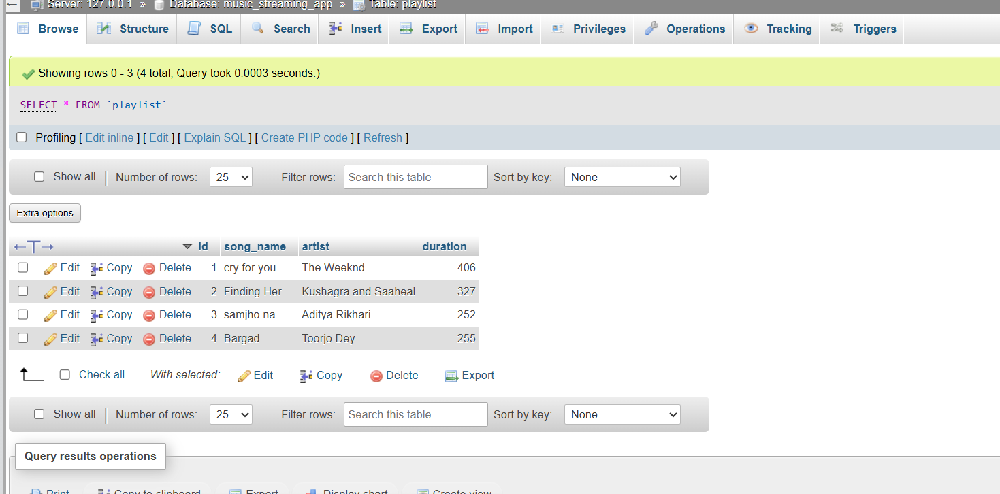 Server: 127.0.0.1 » Database: music_streaming_app » Table: playlist
Browse Structure SQL Search Insert Export Import Privileges Operations Tracking Triggers
Showing rows 0 - 3 (4 total, Query took 0.0003 seconds.)
SELECT * FROM `playlist`
Profiling [ Edit inline ] [ Edit ] [ Explain SQL ] [ Create PHP code ] [ Refresh ]
Show all Number of rows: 25 Filter rows: Search this table Sort by key: None
Extra options
←T→ id song_name artist duration
Edit Copy Delete 1 cry for you The Weeknd 406
Edit Copy Delete 2 Finding Her Kushagra and Saaheal 327
Edit Copy Delete 3 samjho na Aditya Rikhari 252
Edit Copy Delete 4 Bargad Toorjo Dey 255
Check all With selected: Edit Copy Delete Export
Show all Number of rows: 25 Filter rows: Search this table Sort by key: None
Query results operations
Print Copy to clipboard Export Display chart Create view